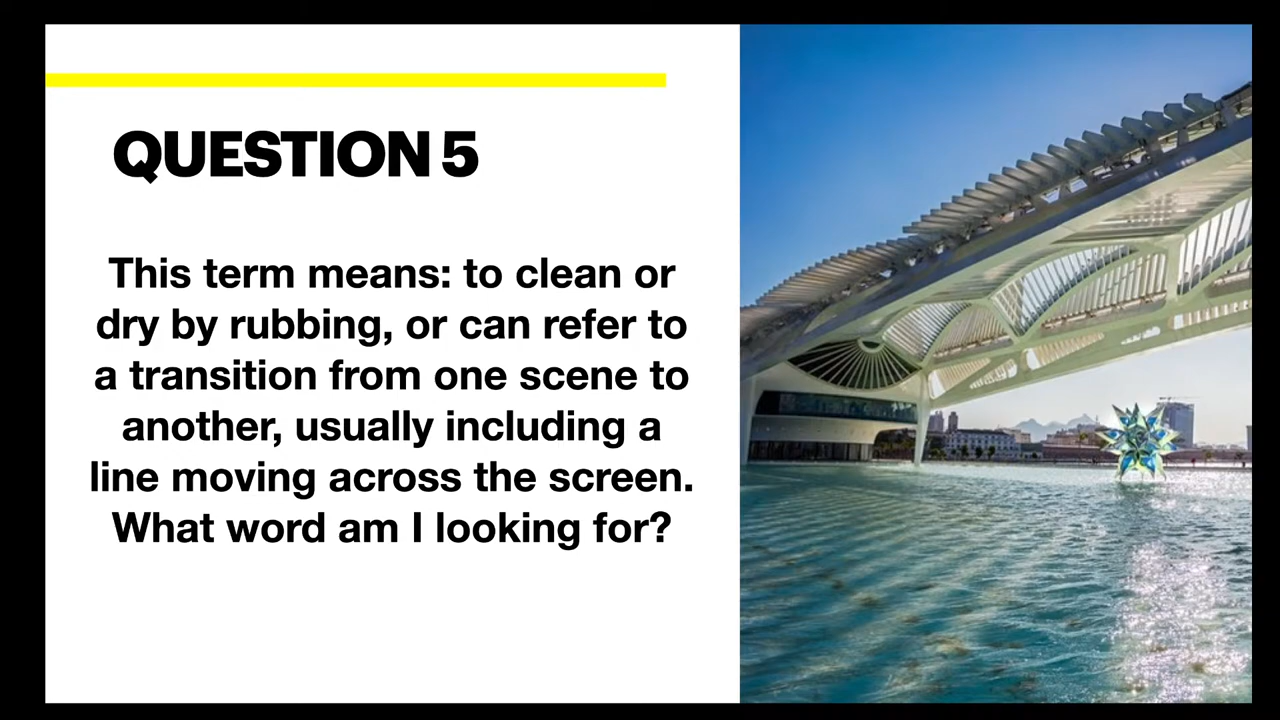 QUESTION 5
This term means: to clean or
dry by rubbing, or can refer to
a transition from one scene to
another, usually including a
line moving across the screen.
What word am I looking for?